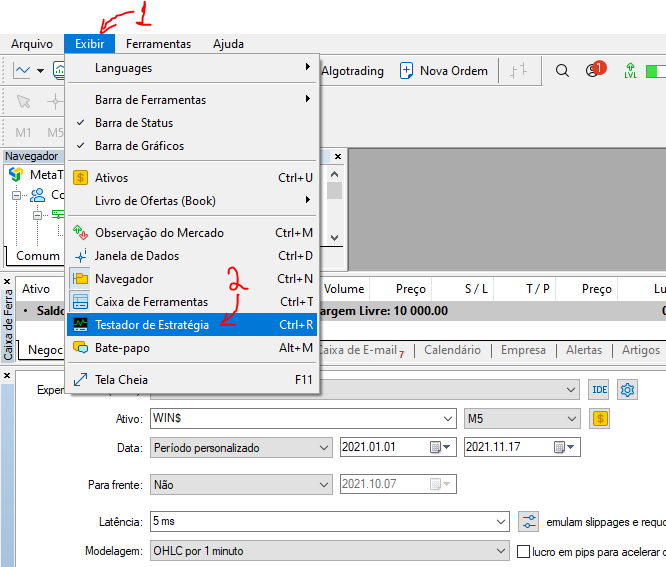 1
Arquivo Exibir Ferramentas Ajuda
Languages
Algotrading Nova Ordem 1 LVL
Barra de Ferramentas
Barra de Status
M1 M5 Barra de Gráficos
Navegador
MetaT Ativos Ctrl+U
Co Livro de Ofertas (Book)
Observação do Mercado Ctrl+M
Comum Janela de Dados Ctrl+D
Navegador 2 Ctrl+N
Ativo Volume Preço S / L T / P Preço Lu
Caixa de Ferramentas Ctrl+T
Saldo argem Livre: 10 000.00 0
Testador de Estratégia Ctrl+R
Caixa de Ferra
Negoc Bate-papo Alt+M Caixa de E-mail 7 Calendário Empresa Alertas Artigos
Tela Cheia F11
Exper IDE
Ativo: WIN$ M5 $
Data: Período personalizado 2021.01.01 2021.11.17
Para frente: Não 2021.10.07
Latência: 5 ms emulam slippages e requo
Modelagem: OHLC por 1 minuto lucro em pips para acelerar o